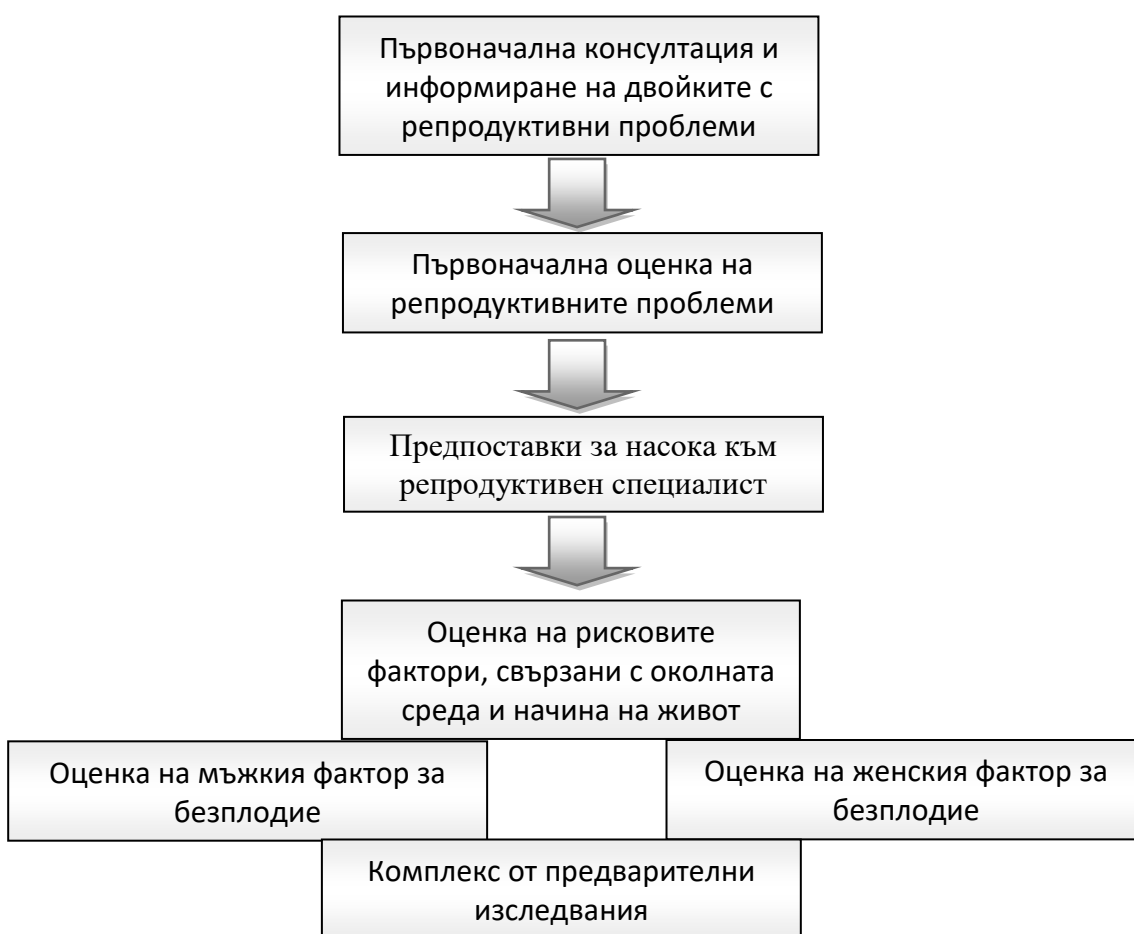 Първоначална консултация и
информиране на двойките с
репродуктивни проблеми
Първоначална оценка на
репродуктивните проблеми
Предпоставки за насока към
репродуктивен специалист
Оценка на рисковите
фактори, свързани с околната
среда и начина на живот
Оценка на мъжкия фактор за
безплодие
Оценка на женския фактор за
безплодие
Комплекс от предварителни
изследвания